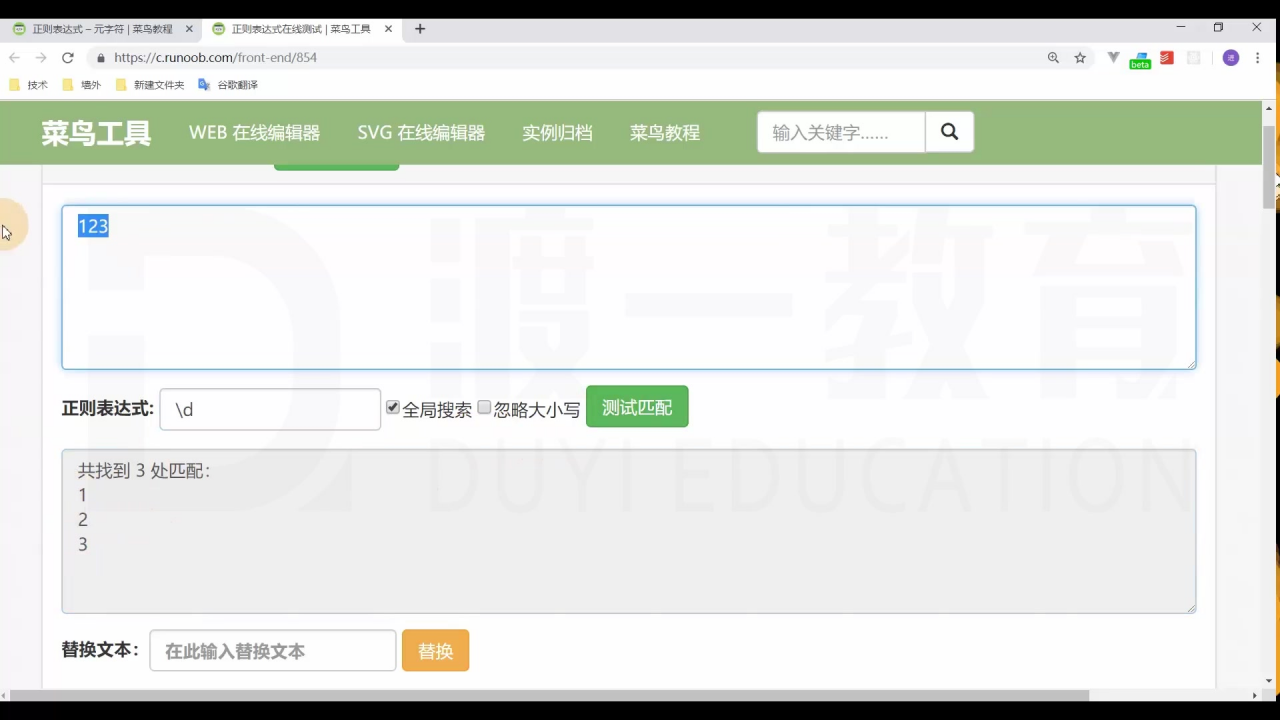 正则表达式 – 元字符 | 菜鸟教程
正则表达式在线测试 | 菜鸟工具
https://c.runoob.com/front-end/854
beta
技术 墙外 新建文件夹 谷歌翻译
菜鸟工具 WEB 在线编辑器 SVG 在线编辑器 实例归档 菜鸟教程 输入关键字......
123
渡一教育
正则表达式: \d 全局搜索 忽略大小写 测试匹配
DUYI EDUCATION
共找到 3 处匹配：
1
2
3
替换文本： 在此输入替换文本 替换